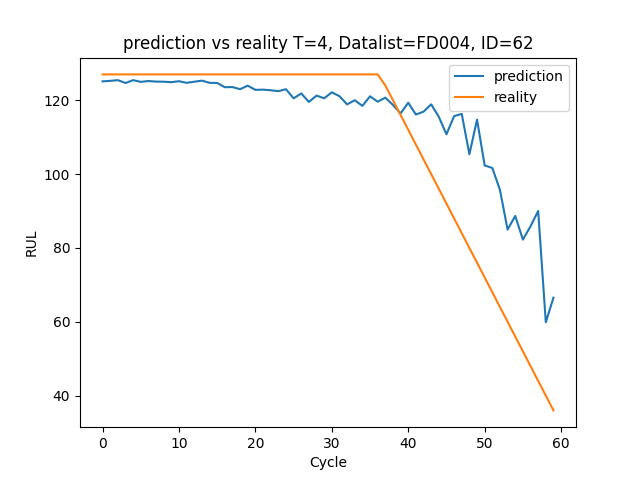 prediction vs reality T=4, Datalist=FD004, ID=62
prediction
reality
RUL
120
100
80
60
40
0 10 20 30 40 50 60
Cycle